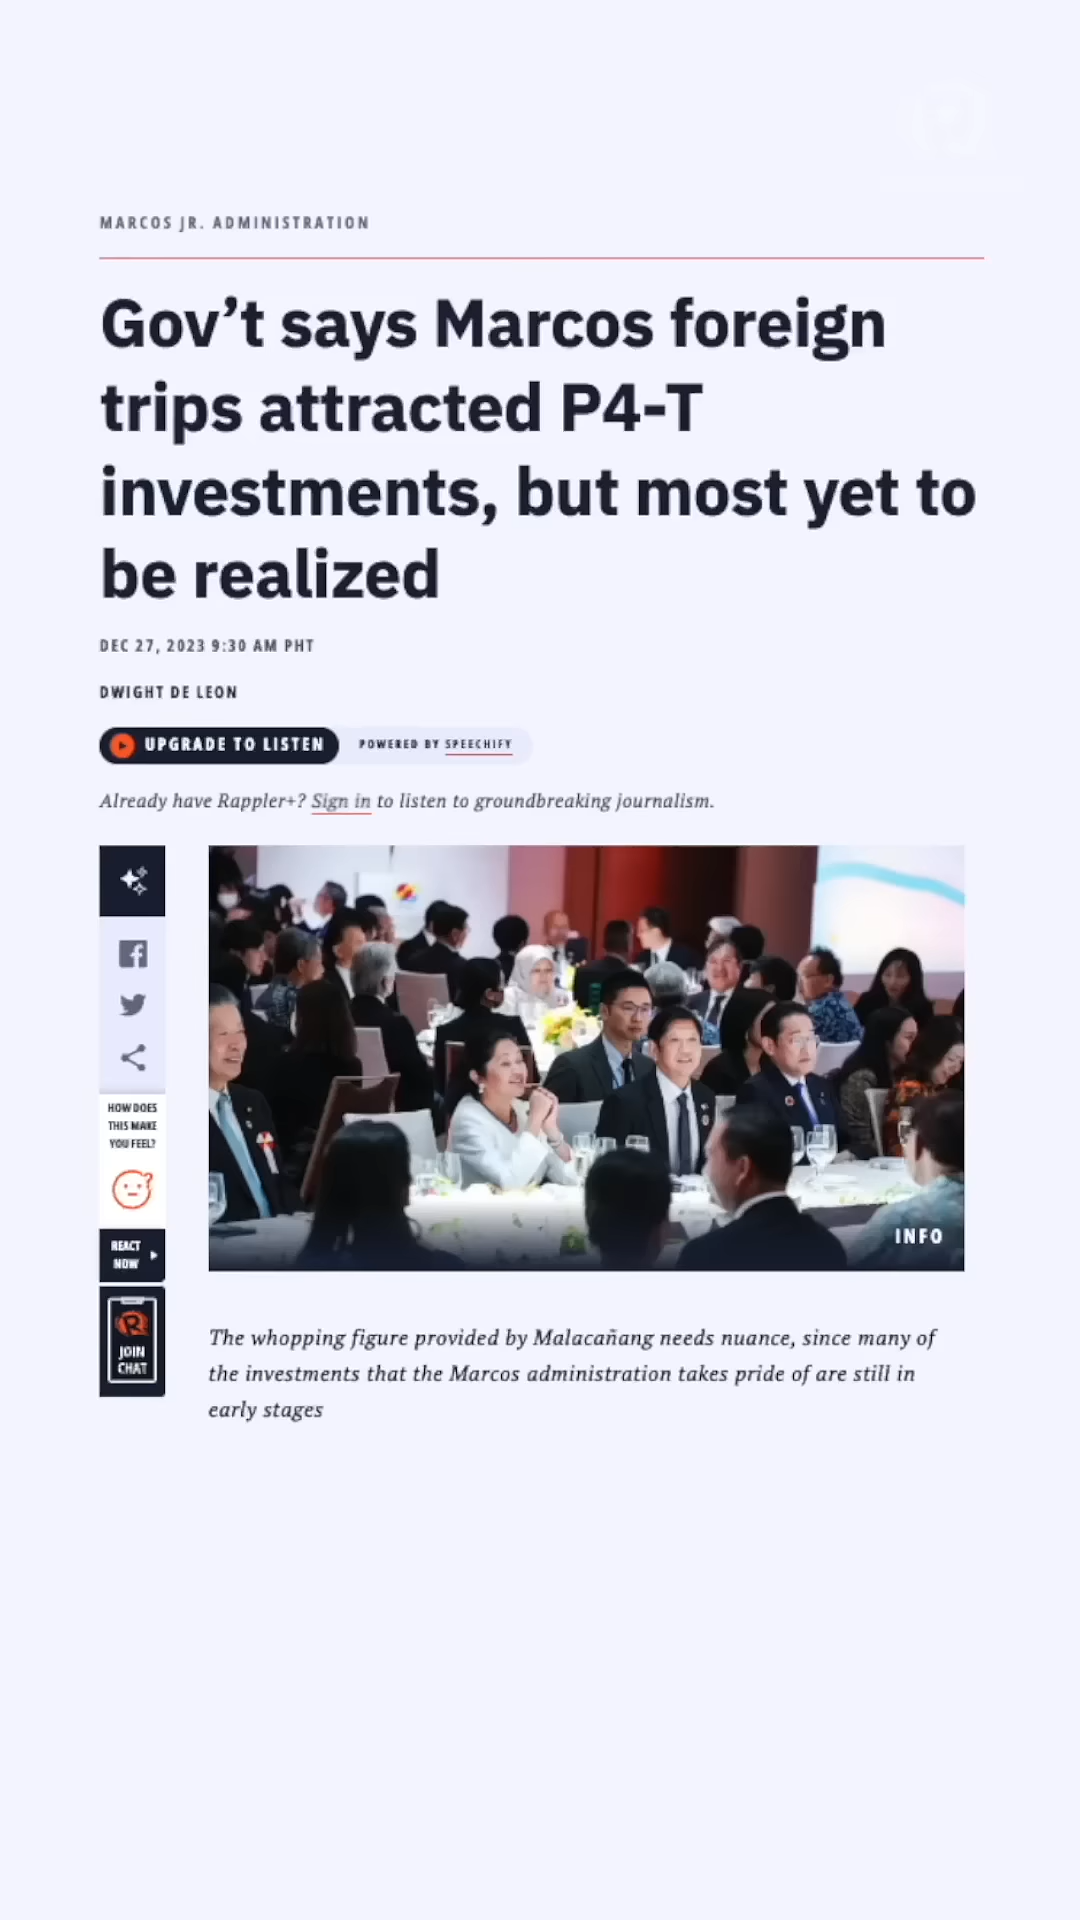 MARCOS JR. ADMINISTRATION
Gov’t says Marcos foreign
trips attracted P4-T
investments, but most yet to
be realized
DEC 27, 2023 9:30 AM PHT
DWIGHT DE LEON
UPGRADE TO LISTEN
POWERED BY SPEECHIFY
Already have Rappler+? Sign in to listen to groundbreaking journalism.
HOW DOES
THIS MAKE
YOU FEEL?
REACT
NOW
R
JOIN
CHAT
INFO
The whopping figure provided by Malacañang needs nuance, since many of
the investments that the Marcos administration takes pride of are still in
early stages